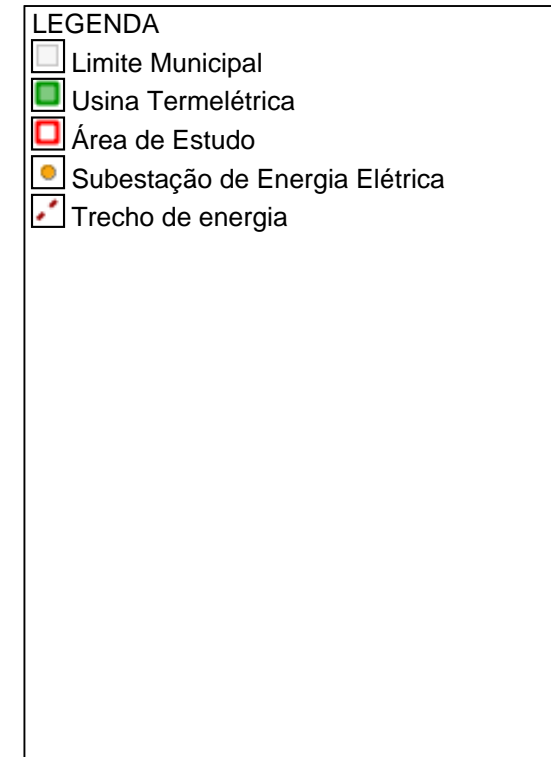 LEGENDA
Limite Municipal
Usina Termelétrica
Área de Estudo
Subestação de Energia Elétrica
Trecho de energia